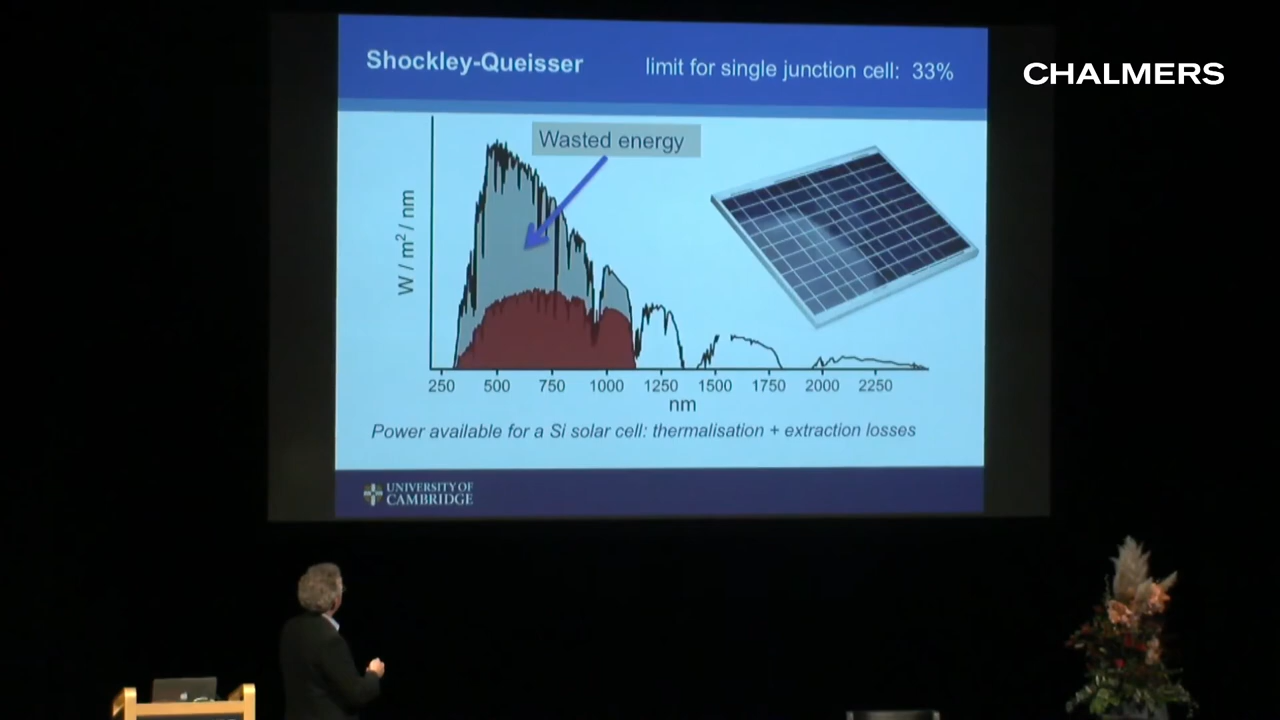 Shockley-Queisser
limit for single junction cell: 33%
CHALMERS
Wasted energy
W / m² / nm
250 500 750 1000 1250 1500 1750 2000 2250
nm
Power available for a Si solar cell: thermalisation + extraction losses
UNIVERSITY OF
CAMBRIDGE